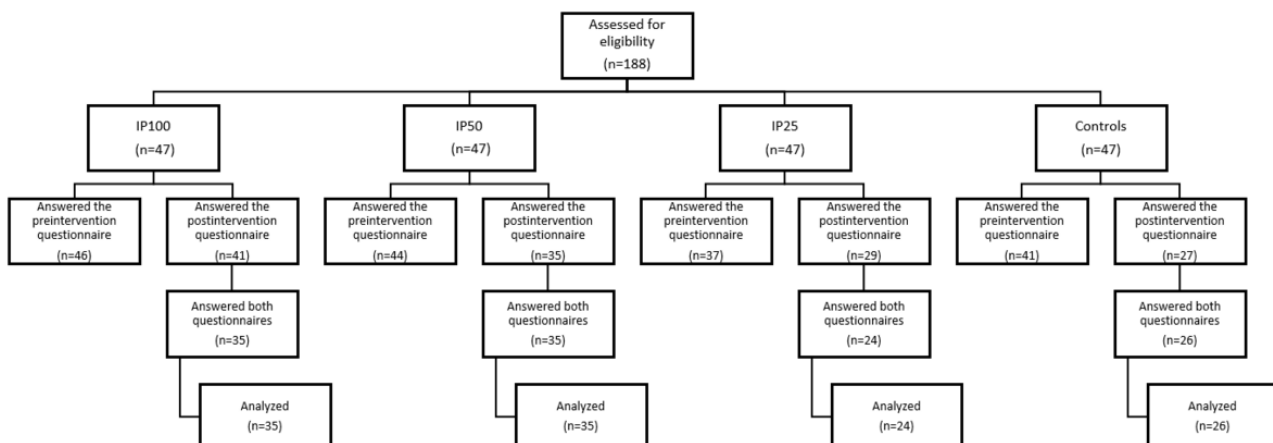 Assessed for
eligibility
(n=188)
IP100
(n=47)
IP50
(n=47)
IP25
(n=47)
Controls
(n=47)
Answered the
preintervention
questionnaire
(n=46)
Answered the
postintervention
questionnaire
(n=41)
Answered the
preintervention
questionnaire
(n=44)
Answered the
postintervention
questionnaire
(n=35)
Answered the
preintervention
questionnaire
(n=37)
Answered the
postintervention
questionnaire
(n=29)
Answered the
preintervention
questionnaire
(n=41)
Answered the
postintervention
questionnaire
(n=27)
Answered both
questionnaires
(n=35)
Answered both
questionnaires
(n=35)
Answered both
questionnaires
(n=24)
Answered both
questionnaires
(n=26)
Analyzed
(n=35)
Analyzed
(n=35)
Analyzed
(n=24)
Analyzed
(n=26)